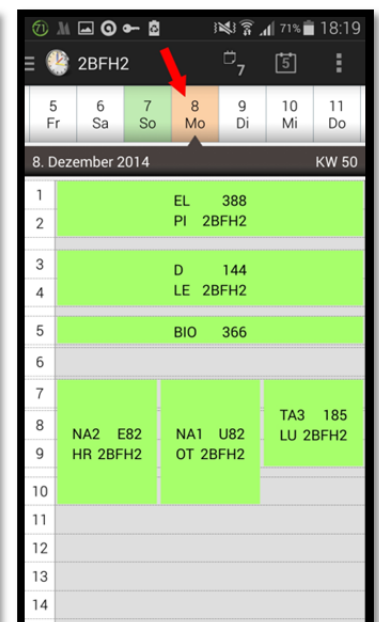 71 71% 18:19
2BFH2 7 5
5 6 7 8 9 10 11
Fr Sa So Mo Di Mi Do
8. Dezember 2014 KW 50
1
EL 388
2 PI 2BFH2
3
D 144
4 LE 2BFH2
5 BIO 366
6
7
TA3 185
8 LU 2BFH2
NA2 E82 NA1 U82
9 HR 2BFH2 OT 2BFH2
10
11
12
13
14